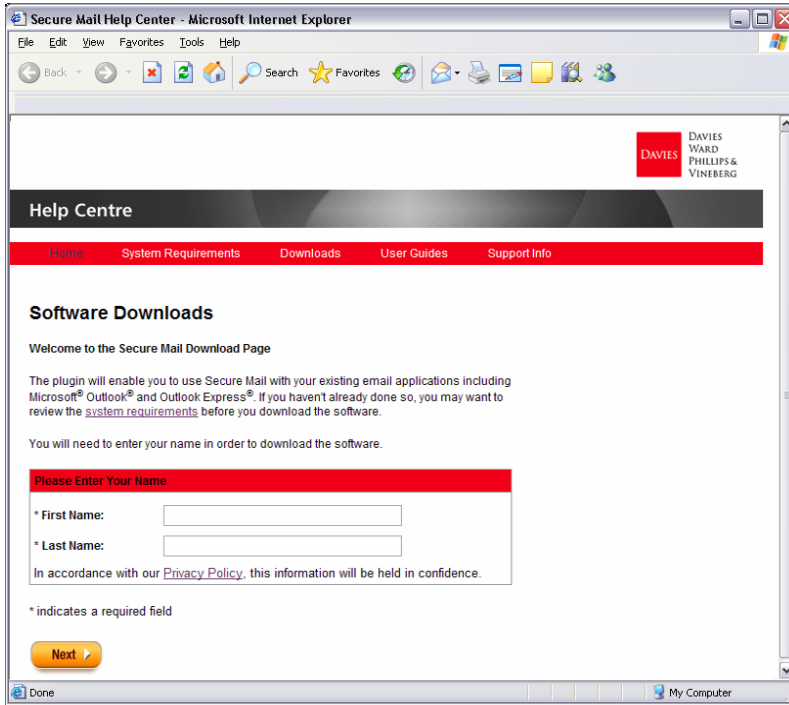 Secure Mail Help Center - Microsoft Internet Explorer
File Edit View Favorites Tools Help
Back Search Favorites
DAVIES
DAVIES
WARD
PHILLIPS &
VINEBERG
Help Centre
Home System Requirements Downloads User Guides Support Info
Software Downloads
Welcome to the Secure Mail Download Page
The plugin will enable you to use Secure Mail with your existing email applications including
Microsoft® Outlook® and Outlook Express®. If you haven't already done so, you may want to
review the system requirements before you download the software.
You will need to enter your name in order to download the software.
Please Enter Your Name
* First Name:
* Last Name:
In accordance with our Privacy Policy, this information will be held in confidence.
* indicates a required field
Next
Done My Computer